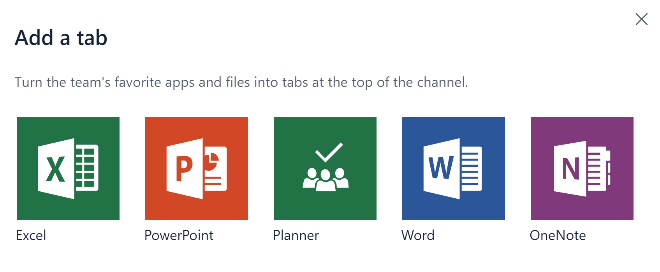 Add a tab
Turn the team's favorite apps and files into tabs at the top of the channel.
X P W N
Excel PowerPoint Planner Word OneNote